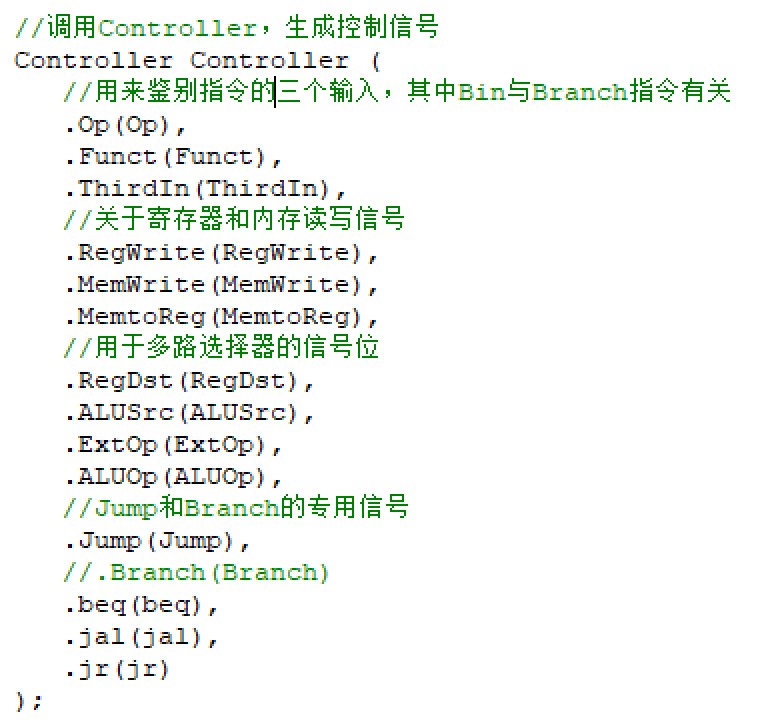 //调用Controller，生成控制信号
Controller Controller (
//用来鉴别指令的三个输入，其中Bin与Branch指令有关
.Op(Op),
.Funct(Funct),
.ThirdIn(ThirdIn),
//关于寄存器和内存读写信号
.RegWrite(RegWrite),
.MemWrite(MemWrite),
.MemtoReg(MemtoReg),
//用于多路选择器的信号位
.RegDst(RegDst),
.ALUSrc(ALUSrc),
.ExtOp(ExtOp),
.ALUOp(ALUOp),
//Jump和Branch的专用信号
.Jump(Jump),
//.Branch(Branch)
.beq(beq),
.jal(jal),
.jr(jr)
);